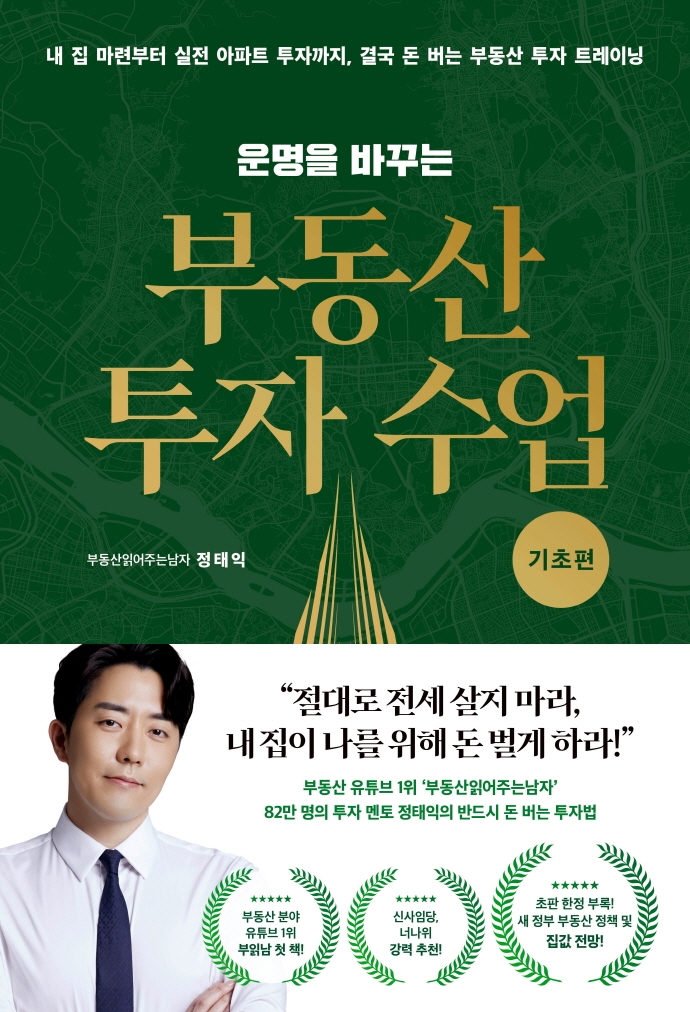 내 집 마련부터 실전 아파트 투자까지, 결국 돈 버는 부동산 투자 트레이닝
운명을 바꾸는
부동산
투자 수업
부동산읽어주는남자 정태익
기초편
“절대로 전세 살지 마라,
내 집이 나를 위해 돈 벌게 하라!”
부동산 유튜브 1위 ‘부동산읽어주는남자’
82만 명의 투자 멘토 정태익의 반드시 돈 버는 투자법
부동산 분야
유튜브 1위
부읽남 첫 책!
신사임당,
너나위
강력 추천!
초판 한정 부록!
새 정부 부동산 정책 및
집값 전망!